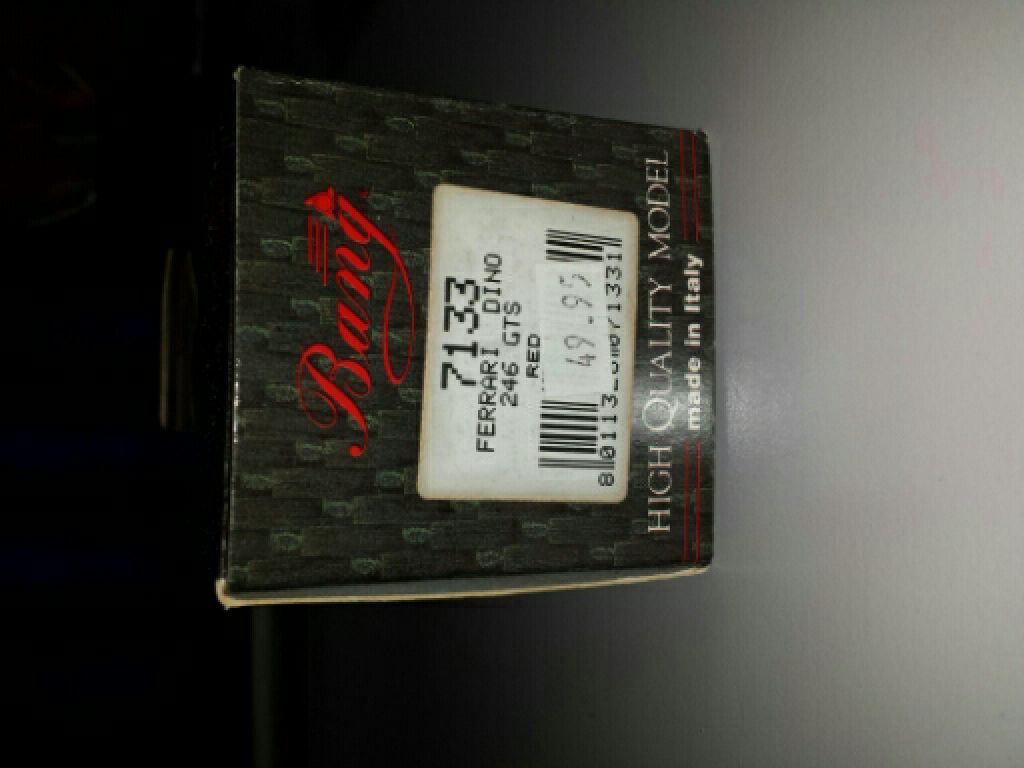 Bang
7133
FERRARI DINO
246 GTS
RED
49.95
HIGH QUALITY MODEL
made in Italy